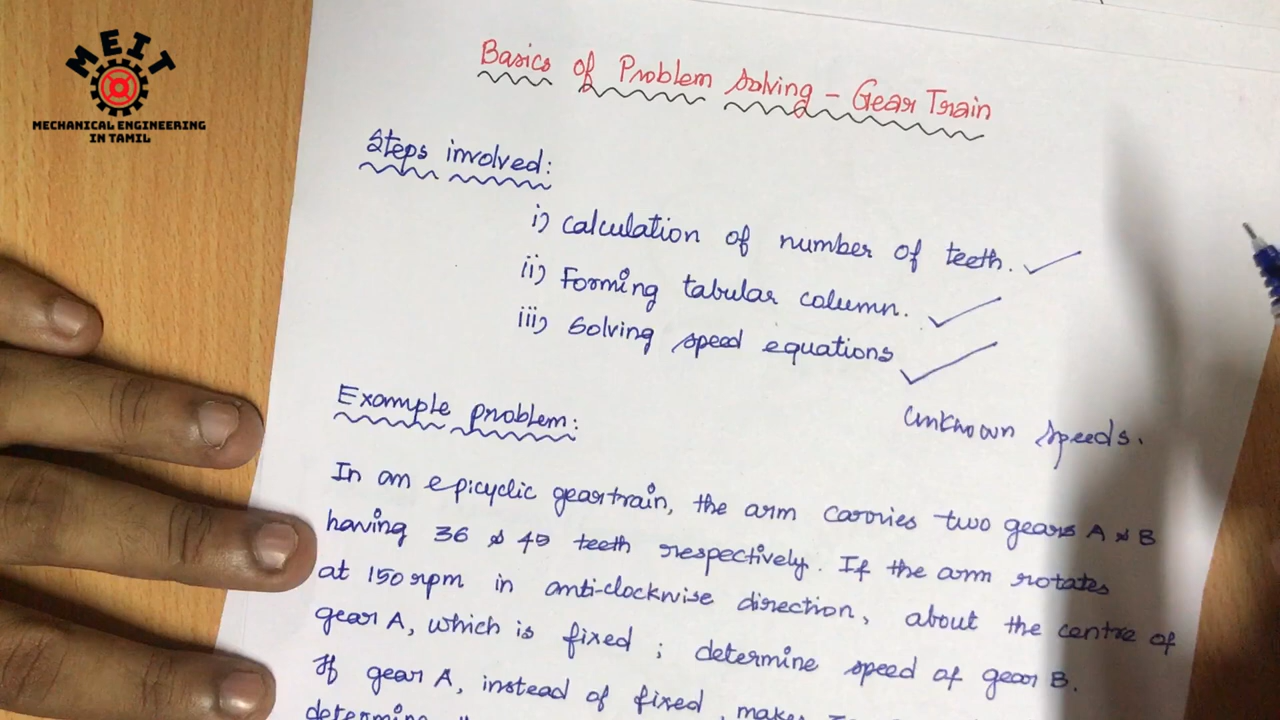 MEIT
MECHANICAL ENGINEERING
IN TAMIL
Basics of Problem Solving - Gear Train
Steps involved:
i) Calculation of number of teeth.
ii) Forming tabular column.
iii) Solving speed equations
unknown speeds.
Example problem:
In an epicyclic geartrain, the arm carries two gears A & B
having 36 & 45 teeth respectively. If the arm rotates
at 150rpm in anti-clockwise direction, about the centre of
gear A, which is fixed; determine speed of gear B.
If gear A, instead of fixed, makes
determine